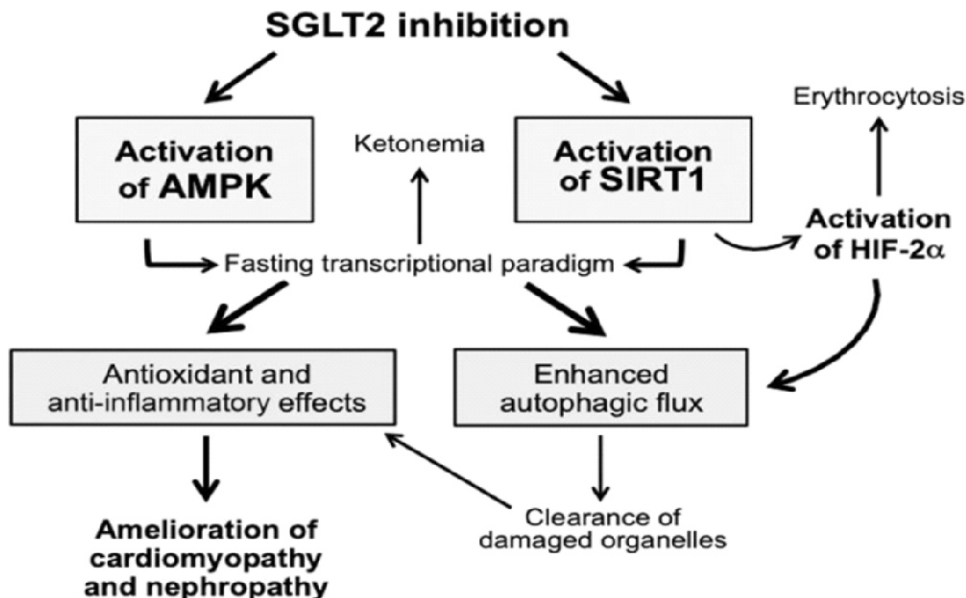 SGLT2 inhibition
Erythrocytosis
Activation
of AMPK
Ketonemia
Activation
of SIRT1
Activation
of HIF-2α
Fasting transcriptional paradigm
Antioxidant and
anti-inflammatory effects
Enhanced
autophagic flux
Clearance of
damaged organelles
Amelioration of
cardiomyopathy
and nephropathy